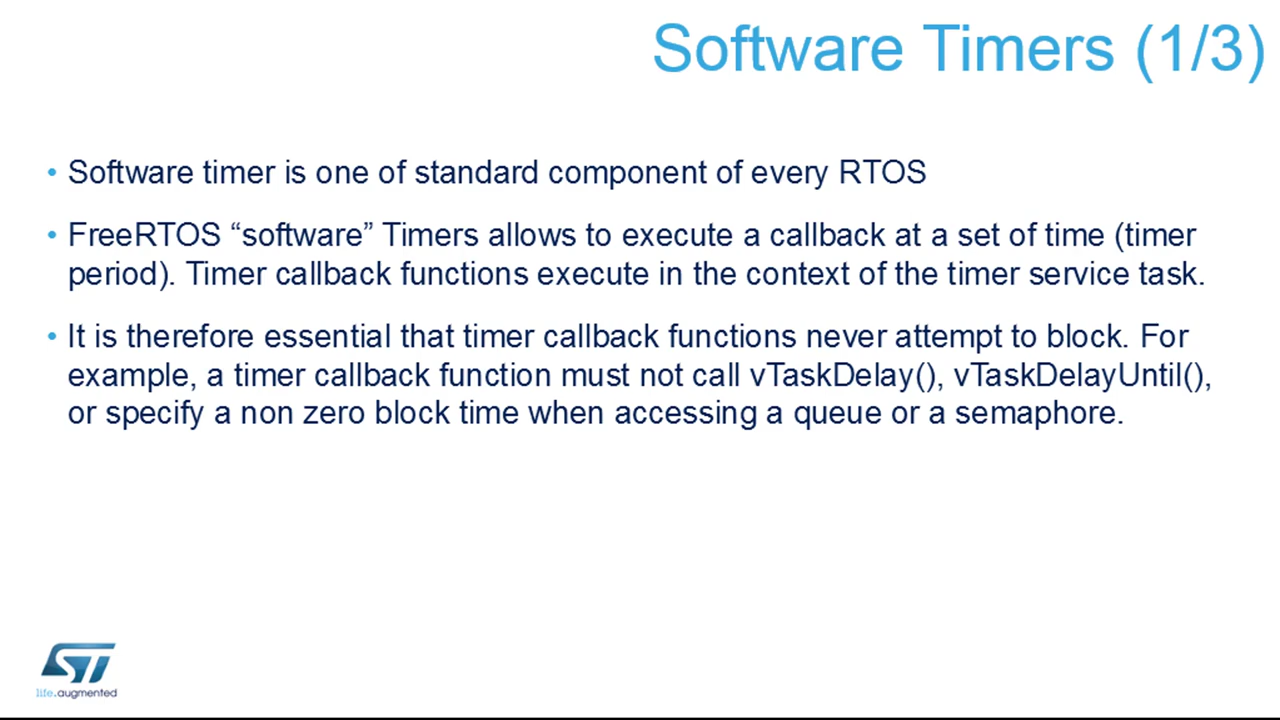 Software Timers (1/3)
• Software timer is one of standard component of every RTOS
• FreeRTOS “software” Timers allows to execute a callback at a set of time (timer
period). Timer callback functions execute in the context of the timer service task.
• It is therefore essential that timer callback functions never attempt to block. For
example, a timer callback function must not call vTaskDelay(), vTaskDelayUntil(),
or specify a non zero block time when accessing a queue or a semaphore.
ST
life.augmented